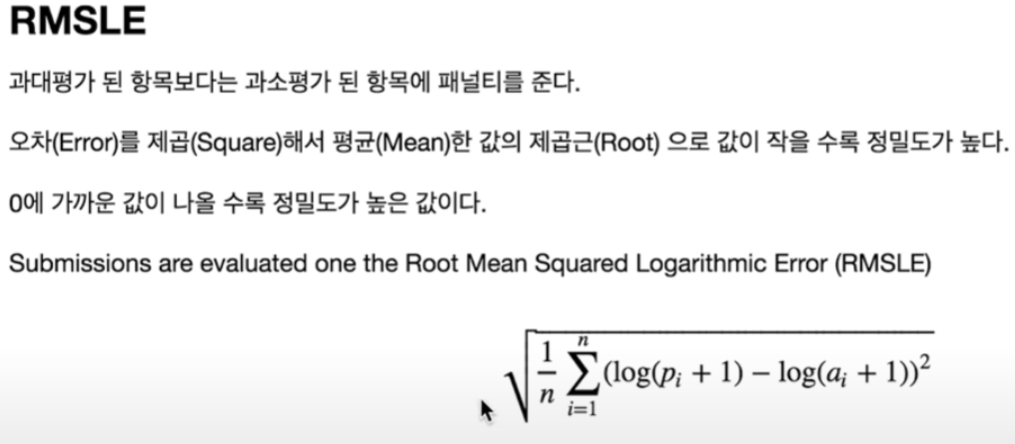 RMSLE
과대평가 된 항목보다는 과소평가 된 항목에 패널티를 준다.
오차(Error)를 제곱(Square)해서 평균(Mean)한 값의 제곱근(Root) 으로 값이 작을 수록 정밀도가 높다.
0에 가까운 값이 나올 수록 정밀도가 높은 값이다.
Submissions are evaluated one the Root Mean Squared Logarithmic Error (RMSLE)
√(1/n ∑_{i=1}^{n} (log(p_i + 1) − log(a_i + 1))²)